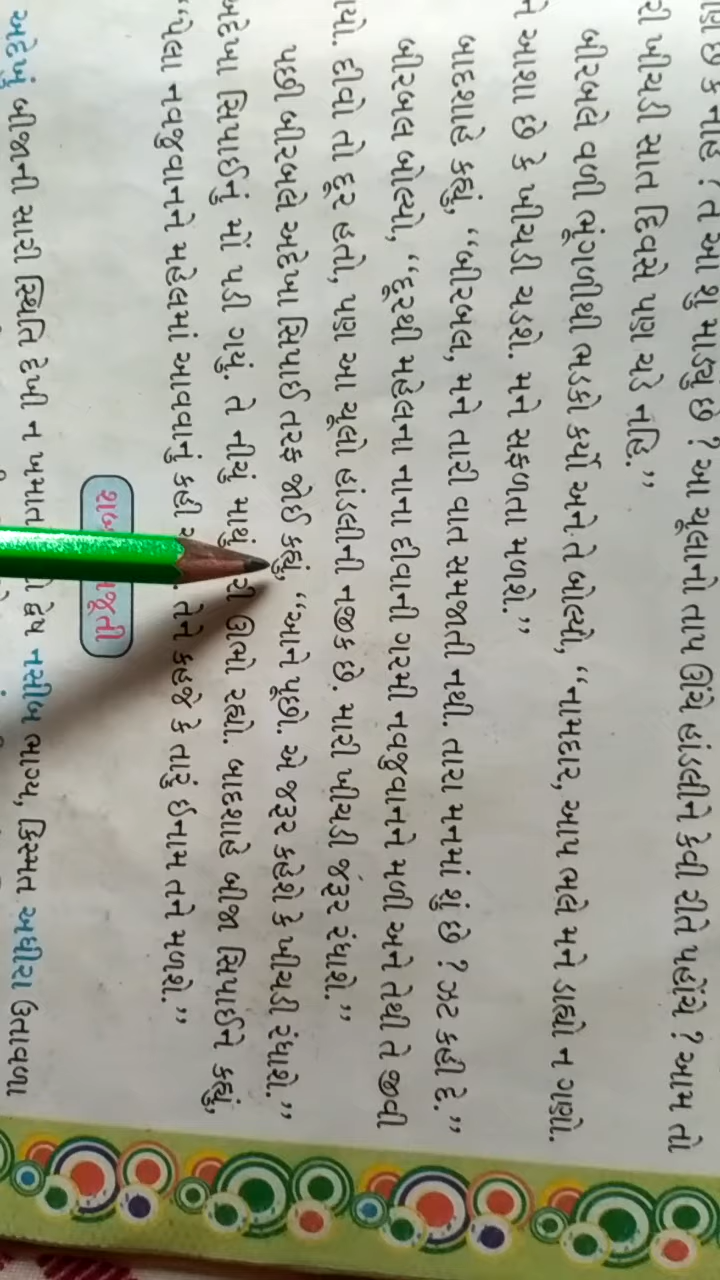 છે કે નહિ ? તે આ શું માંડ્યું છે ? આ ચૂલાનો તાપ ઊંચે હાંડલીને કેવી રીતે પહોંચે ? આમ તો
રી ખીચડી સાત દિવસે પણ ચડે નહિ.”
બીરબલે વળી ભૂંગળીથી ભડકો કર્યો અને તે બોલ્યો, “નામદાર, આપ ભલે મને ડાહ્યો ન ગણો.
ને આશા છે કે ખીચડી ચડશે. મને સફળતા મળશે.”
બાદશાહે કહ્યું, “બીરબલ, મને તારી વાત સમજાતી નથી. તારા મનમાં શું છે ? ઝટ કહી દે.”
બીરબલ બોલ્યો, “દૂરથી મહેલના નાના દીવાની ગરમી નવજુવાનને મળી અને તેથી તે જીવી
યો. દીવો તો દૂર હતો, પણ આ ચૂલો હાંડલીની નજીક છે. મારી ખીચડી જરૂર રંધાશે.”
પછી બીરબલે અદેખા સિપાઈ તરફ જોઈ કહ્યું, “આને પૂછો. એ જરૂર કહેશે કે ખીચડી રંધાશે.”
અદેખા સિપાઈનું મોં પડી ગયું. તે નીચું માથું રી ઊભો રહ્યો. બાદશાહે બીજા સિપાઈને કહ્યું,
“પેલા નવજુવાનને મહેલમાં આવવાનું કહી તેને કહજે કે તારું ઈનામ તને મળશે.”
અદેખું બીજાની સારી સ્થિતિ દેખી ન ખમાત નસીબ ભાગ્ય, કિસ્મત અધીરા ઉતાવળા